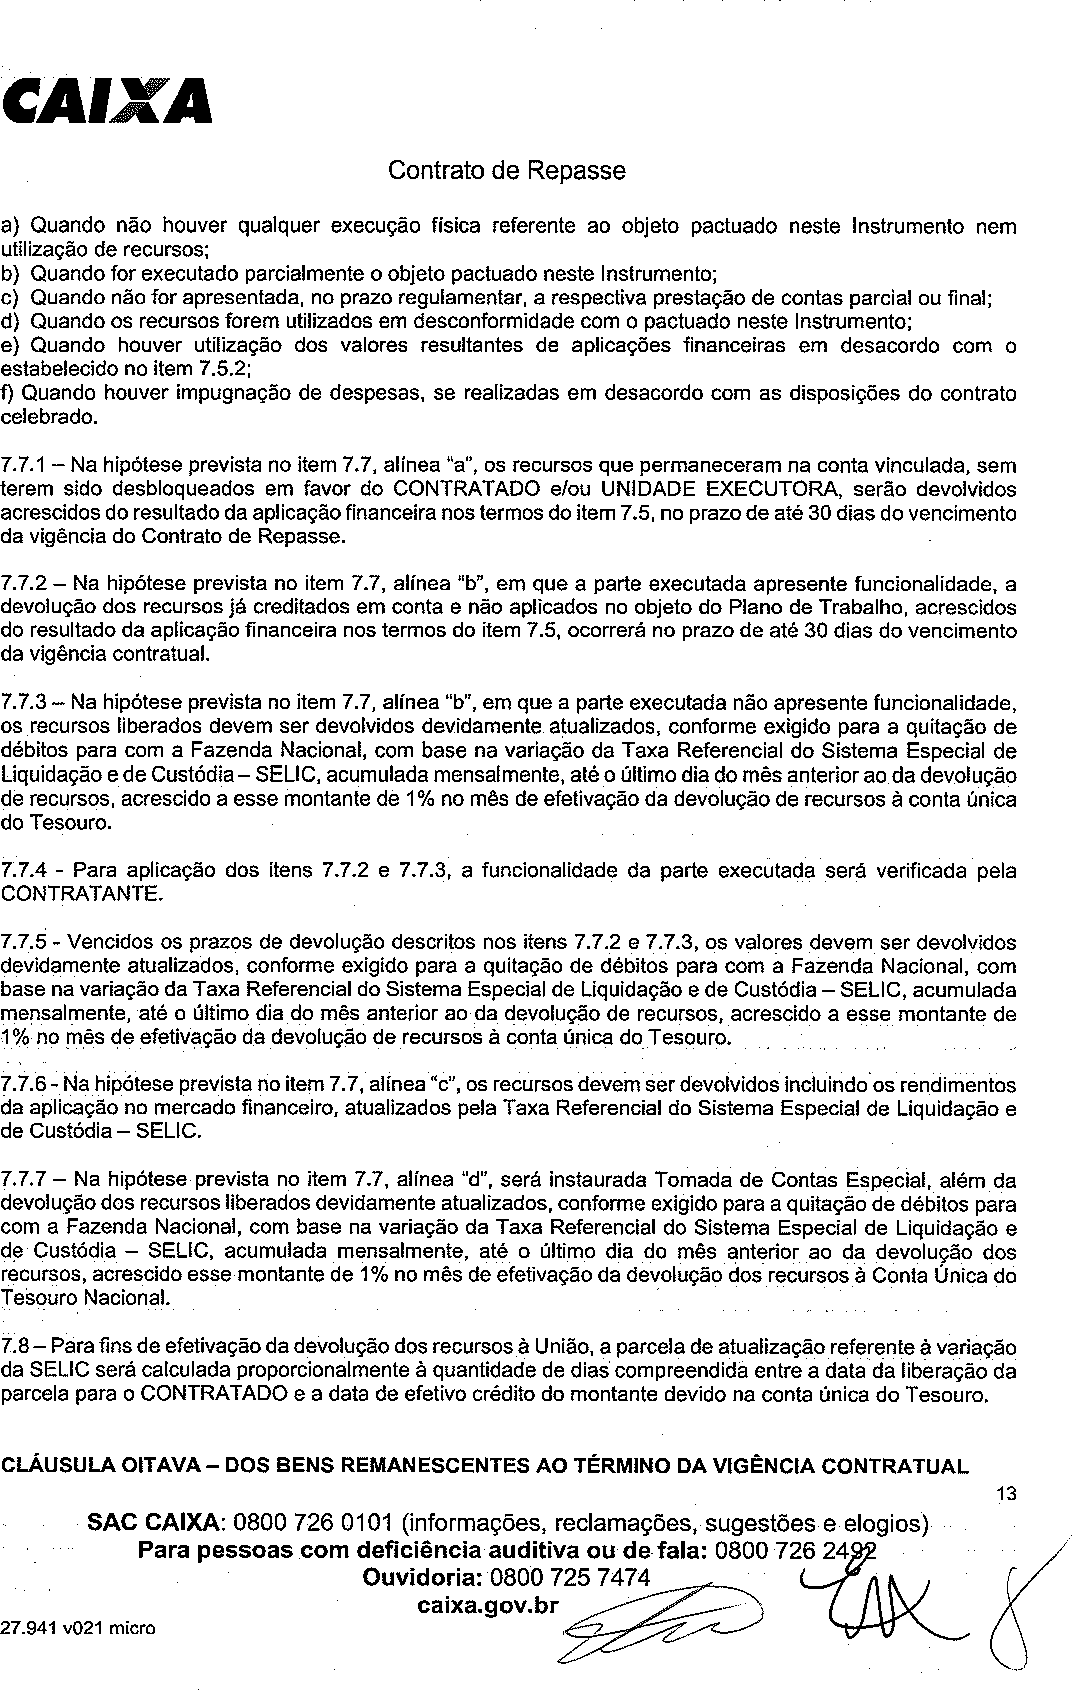 CAIXA
Contrato de Repasse
a) Quando não houver qualquer execução física referente ao objeto pactuado neste Instrumento nem
utilização de recursos;
b) Quando for executado parcialmente o objeto pactuado neste Instrumento;
c) Quando não for apresentada, no prazo regulamentar, a respectiva prestação de contas parcial ou final;
d) Quando os recursos forem utilizados em desconformidade com o pactuado neste Instrumento;
e) Quando houver utilização dos valores resultantes de aplicações financeiras em desacordo com o
estabelecido no item 7.5.2;
f) Quando houver impugnação de despesas, se realizadas em desacordo com as disposições do contrato
celebrado.
7.7.1 – Na hipótese prevista no item 7.7, alínea "a", os recursos que permaneceram na conta vinculada, sem
terem sido desbloqueados em favor do CONTRATADO e/ou UNIDADE EXECUTORA, serão devolvidos
acrescidos do resultado da aplicação financeira nos termos do item 7.5, no prazo de até 30 dias do vencimento
da vigência do Contrato de Repasse.
7.7.2 – Na hipótese prevista no item 7.7, alínea "b", em que a parte executada apresente funcionalidade, a
devolução dos recursos já creditados em conta e não aplicados no objeto do Plano de Trabalho, acrescidos
do resultado da aplicação financeira nos termos do item 7.5, ocorrerá no prazo de até 30 dias do vencimento
da vigência contratual.
7.7.3 – Na hipótese prevista no item 7.7, alínea "b", em que a parte executada não apresente funcionalidade,
os recursos liberados devem ser devolvidos devidamente atualizados, conforme exigido para a quitação de
débitos para com a Fazenda Nacional, com base na variação da Taxa Referencial do Sistema Especial de
Liquidação e de Custódia – SELIC, acumulada mensalmente, até o último dia do mês anterior ao da devolução
de recursos, acrescido a esse montante de 1% no mês de efetivação da devolução de recursos à conta única
do Tesouro.
7.7.4 - Para aplicação dos itens 7.7.2 e 7.7.3, a funcionalidade da parte executada será verificada pela
CONTRATANTE.
7.7.5 - Vencidos os prazos de devolução descritos nos itens 7.7.2 e 7.7.3, os valores devem ser devolvidos
devidamente atualizados, conforme exigido para a quitação de débitos para com a Fazenda Nacional, com
base na variação da Taxa Referencial do Sistema Especial de Liquidação e de Custódia – SELIC, acumulada
mensalmente, até o último dia do mês anterior ao da devolução de recursos, acrescido a esse montante de
1% no mês de efetivação da devolução de recursos à conta única do Tesouro.
7.7.6 - Na hipótese prevista no item 7.7, alínea "c", os recursos devem ser devolvidos incluindo os rendimentos
da aplicação no mercado financeiro, atualizados pela Taxa Referencial do Sistema Especial de Liquidação e
de Custódia – SELIC.
7.7.7 – Na hipótese prevista no item 7.7, alínea "d", será instaurada Tomada de Contas Especial, além da
devolução dos recursos liberados devidamente atualizados, conforme exigido para a quitação de débitos para
com a Fazenda Nacional, com base na variação da Taxa Referencial do Sistema Especial de Liquidação e
de Custódia – SELIC, acumulada mensalmente, até o último dia do mês anterior ao da devolução dos
recursos, acrescido esse montante de 1% no mês de efetivação da devolução dos recursos à Conta Única do
Tesouro Nacional.
7.8 – Para fins de efetivação da devolução dos recursos à União, a parcela de atualização referente à variação
da SELIC será calculada proporcionalmente à quantidade de dias compreendida entre a data da liberação da
parcela para o CONTRATADO e a data de efetivo crédito do montante devido na conta única do Tesouro.
CLÁUSULA OITAVA – DOS BENS REMANESCENTES AO TÉRMINO DA VIGÊNCIA CONTRATUAL
13
SAC CAIXA: 0800 726 0101 (informações, reclamações, sugestões e elogios)
Para pessoas com deficiência auditiva ou de fala: 0800 726 2492
Ouvidoria: 0800 725 7474
caixa.gov.br
27.941 v021 micro